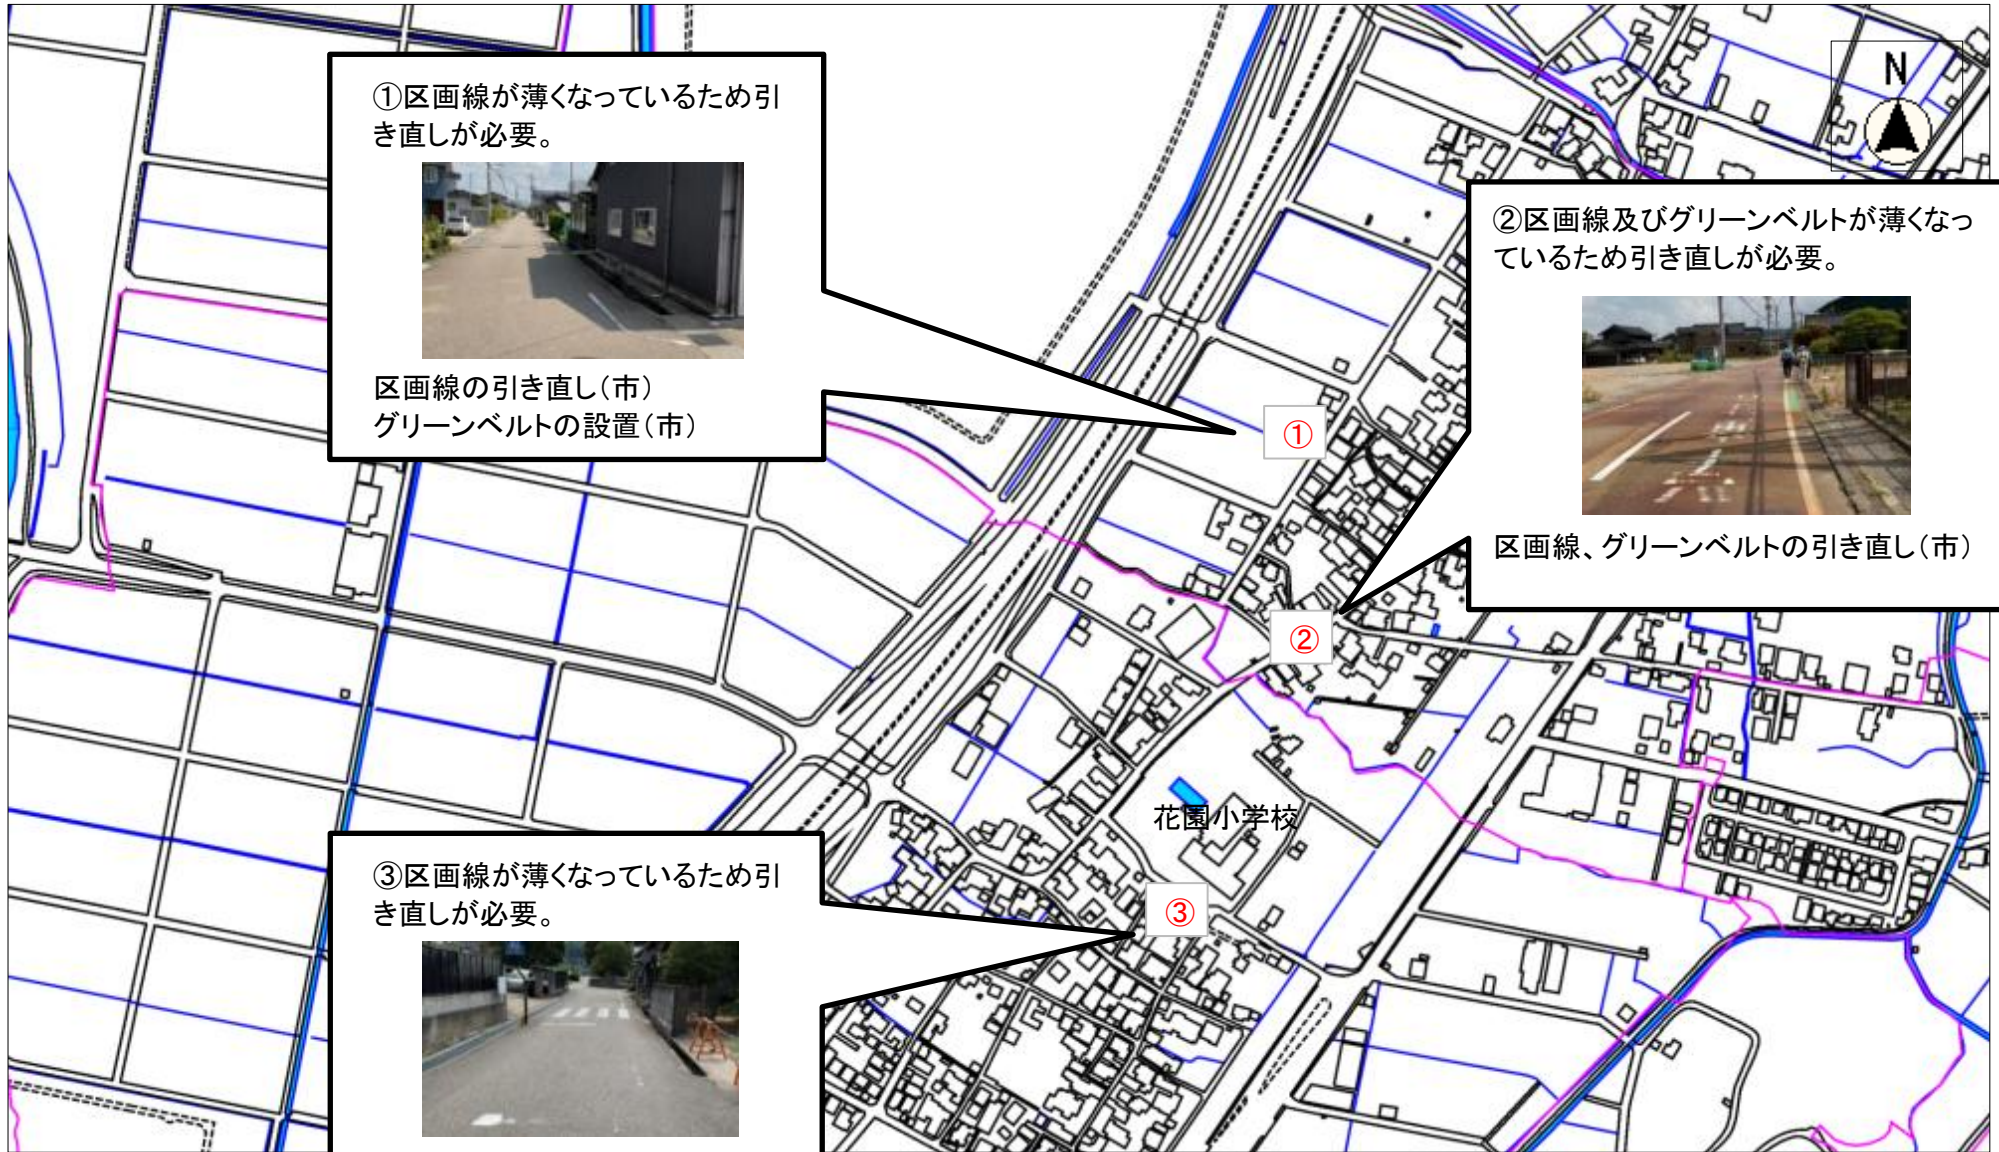 ①区画線が薄くなっているため引
き直しが必要。
区画線の引き直し（市）
グリーンベルトの設置（市）
N
②区画線及びグリーンベルトが薄くなっ
ているため引き直しが必要。
区画線、グリーンベルトの引き直し（市）
①
②
花園小学校
③
③区画線が薄くなっているため引
き直しが必要。